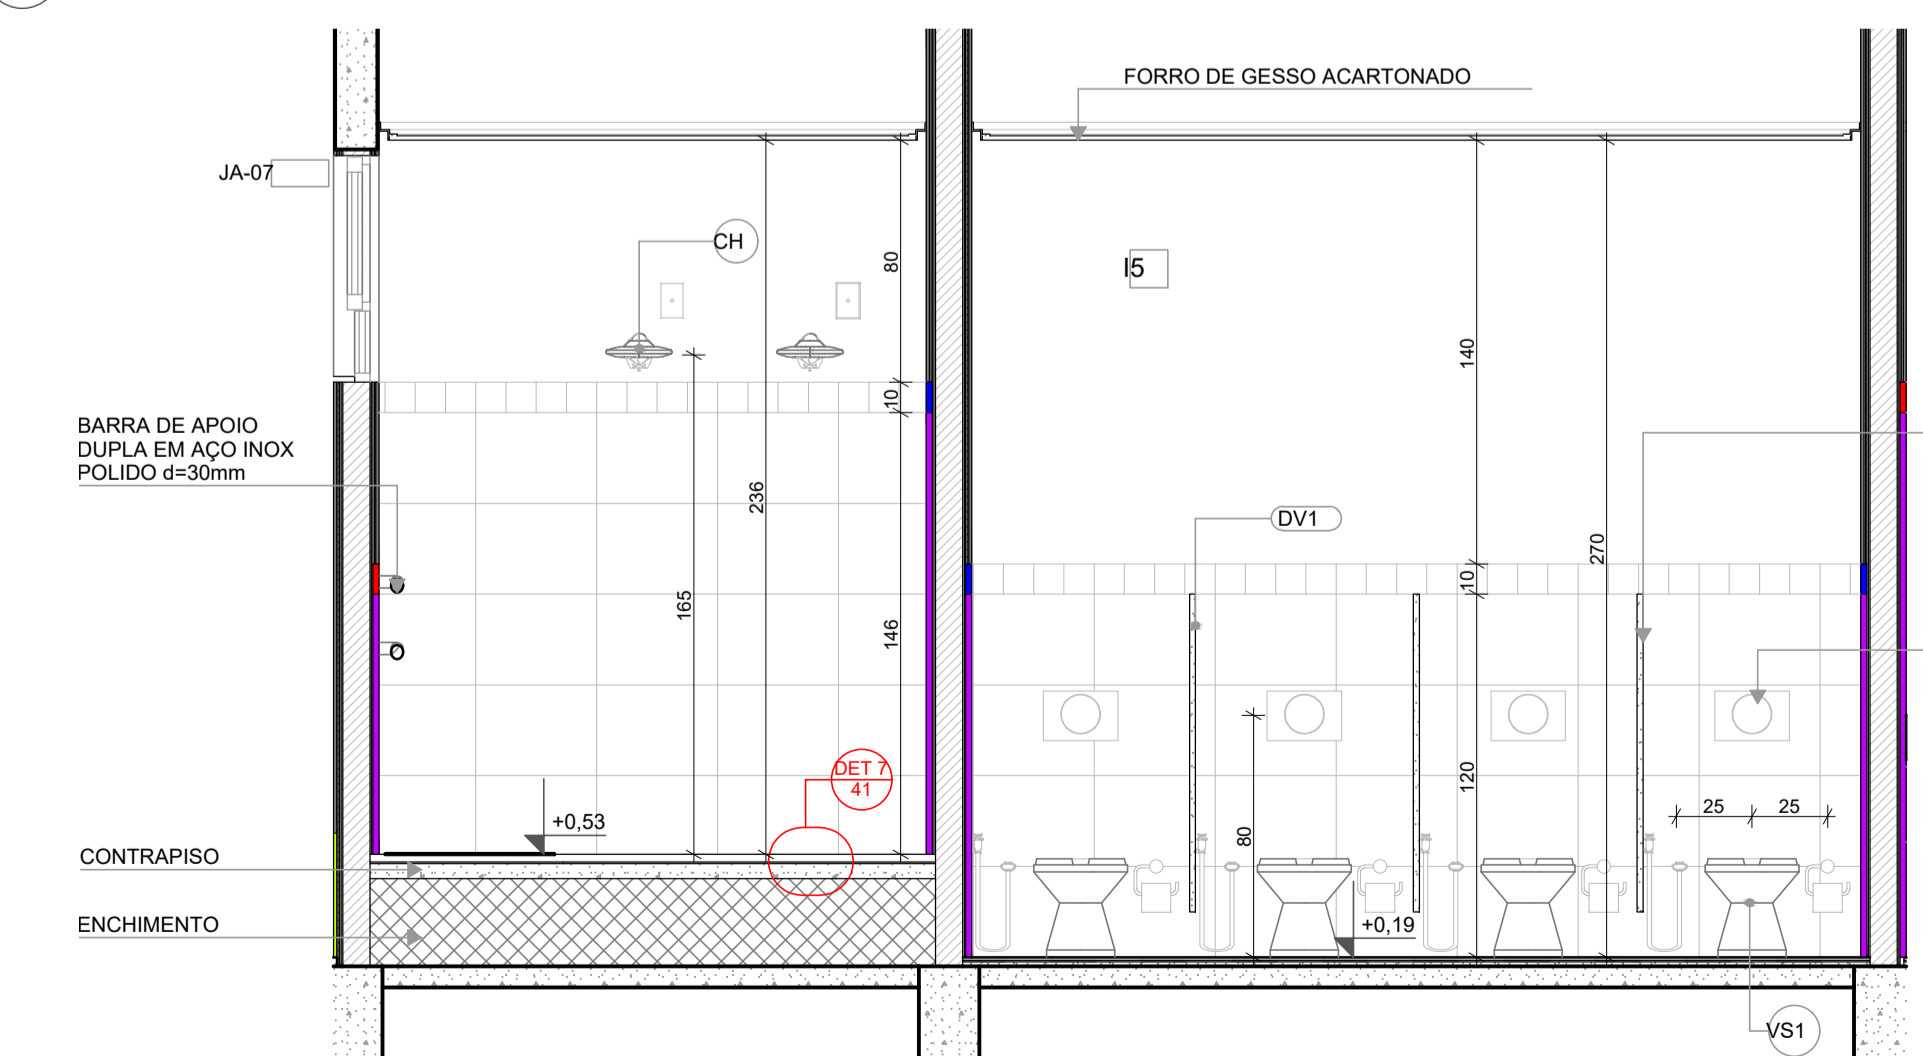 FORRO DE GESSO ACARTONADO
JA-07
CH
80
I5
140
10
BARRA DE APOIO
DUPLA EM AÇO INOX
POLIDO d=30mm
236
DV1
270
10
165
146
DET 7
41
120
25
25
80
+0,53
CONTRAPISO
ENCHIMENTO
+0,19
VS1